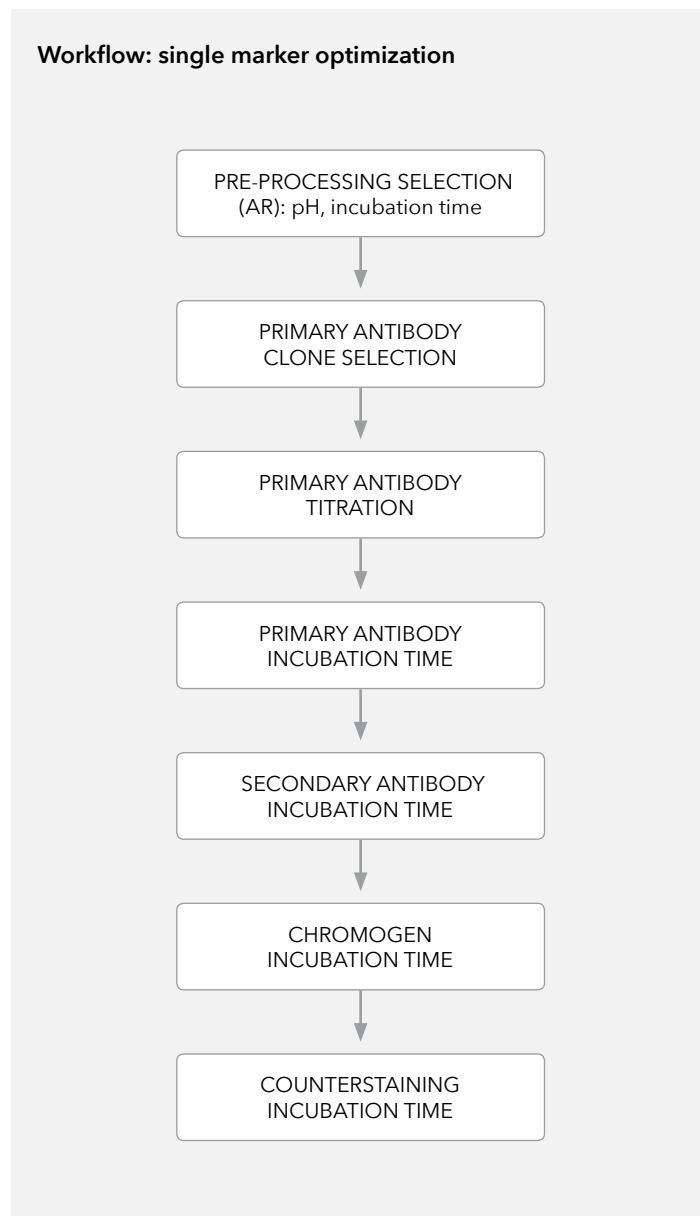 Workflow: single marker optimization
PRE-PROCESSING SELECTION
(AR): pH, incubation time
PRIMARY ANTIBODY
CLONE SELECTION
PRIMARY ANTIBODY
TITRATION
PRIMARY ANTIBODY
INCUBATION TIME
SECONDARY ANTIBODY
INCUBATION TIME
CHROMOGEN
INCUBATION TIME
COUNTERSTAINING
INCUBATION TIME